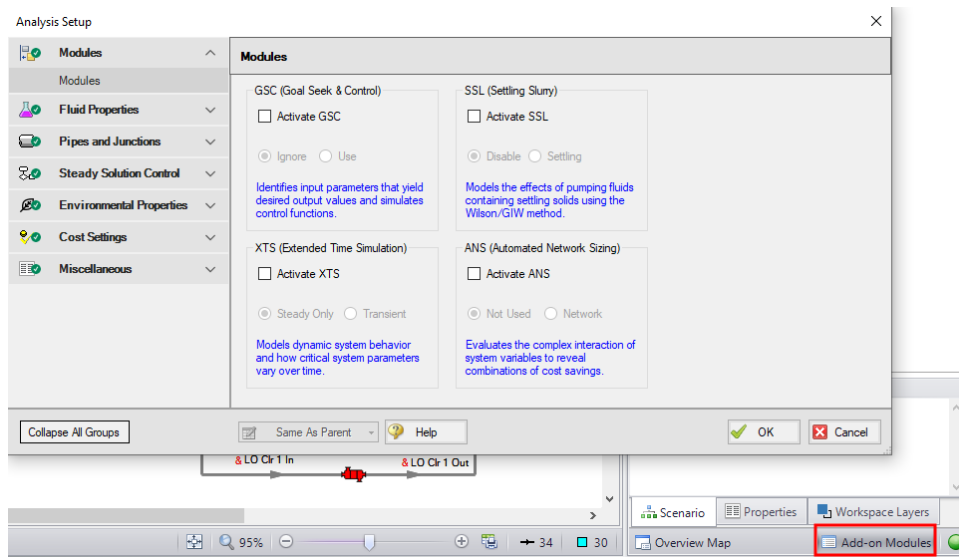 Analysis Setup
Modules
Modules
Fluid Properties
Pipes and Junctions
Steady Solution Control
Environmental Properties
Cost Settings
Miscellaneous
Modules
GSC (Goal Seek & Control)
Activate GSC
Ignore
Use
Identifies input parameters that yield
desired output values and simulates
control functions.
SSL (Settling Slurry)
Activate SSL
Disable
Settling
Models the effects of pumping fluids
containing settling solids using the
Wilson/GIW method.
XTS (Extended Time Simulation)
Activate XTS
Steady Only
Transient
Models dynamic system behavior
and how critical system parameters
vary over time.
ANS (Automated Network Sizing)
Activate ANS
Not Used
Network
Evaluates the complex interaction of
system variables to reveal
combinations of cost savings.
Collapse All Groups
Same As Parent
Help
OK
Cancel
& LO Clr 1 In
& LO Clr 1 Out
Scenario
Properties
Workspace Layers
95%
34
30
Overview Map
Add-on Modules